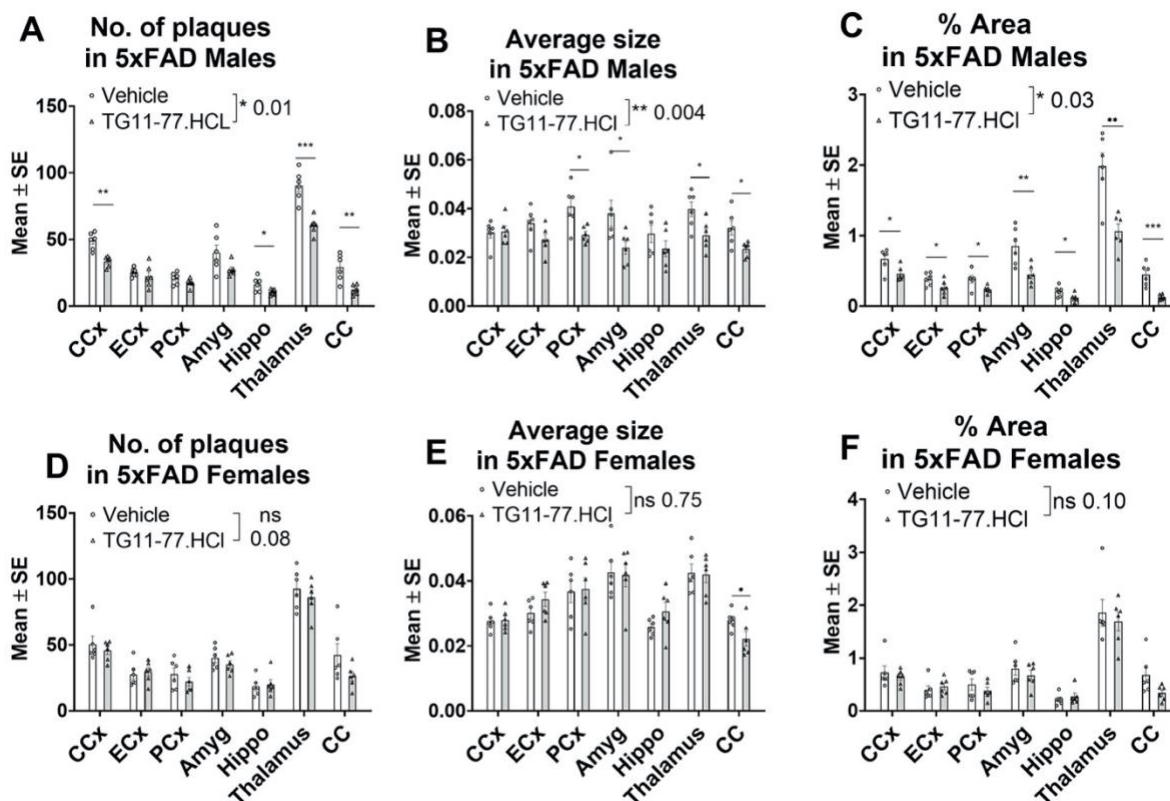 A No. of plaques
in 5xFAD Males
Vehicle
TG11-77.HCL
* 0.01
Mean ± SE
150
100
50
0
** *** * **
CCx ECx PCx Amyg Hippo Thalamus CC
B Average size
in 5xFAD Males
Vehicle
TG11-77.HCl
** 0.004
Mean ± SE
0.08
0.06
0.04
0.02
0.00
* * * *
CCx ECx PCx Amyg Hippo Thalamus CC
C % Area
in 5xFAD Males
Vehicle
TG11-77.HCl
* 0.03
Mean ± SE
3
2
1
0
* * * ** * ** ***
CCx ECx PCx Amyg Hippo Thalamus CC
D No. of plaques
in 5xFAD Females
Vehicle
TG11-77.HCl
ns
0.08
Mean ± SE
150
100
50
0
CCx ECx PCx Amyg Hippo Thalamus CC
E Average size
in 5xFAD Females
Vehicle
TG11-77.HCl
ns 0.75
Mean ± SE
0.06
0.04
0.02
0.00
*
CCx ECx PCx Amyg Hippo Thalamus CC
F % Area
in 5xFAD Females
Vehicle
TG11-77.HCl
ns 0.10
Mean ± SE
4
3
2
1
0
CCx ECx PCx Amyg Hippo Thalamus CC